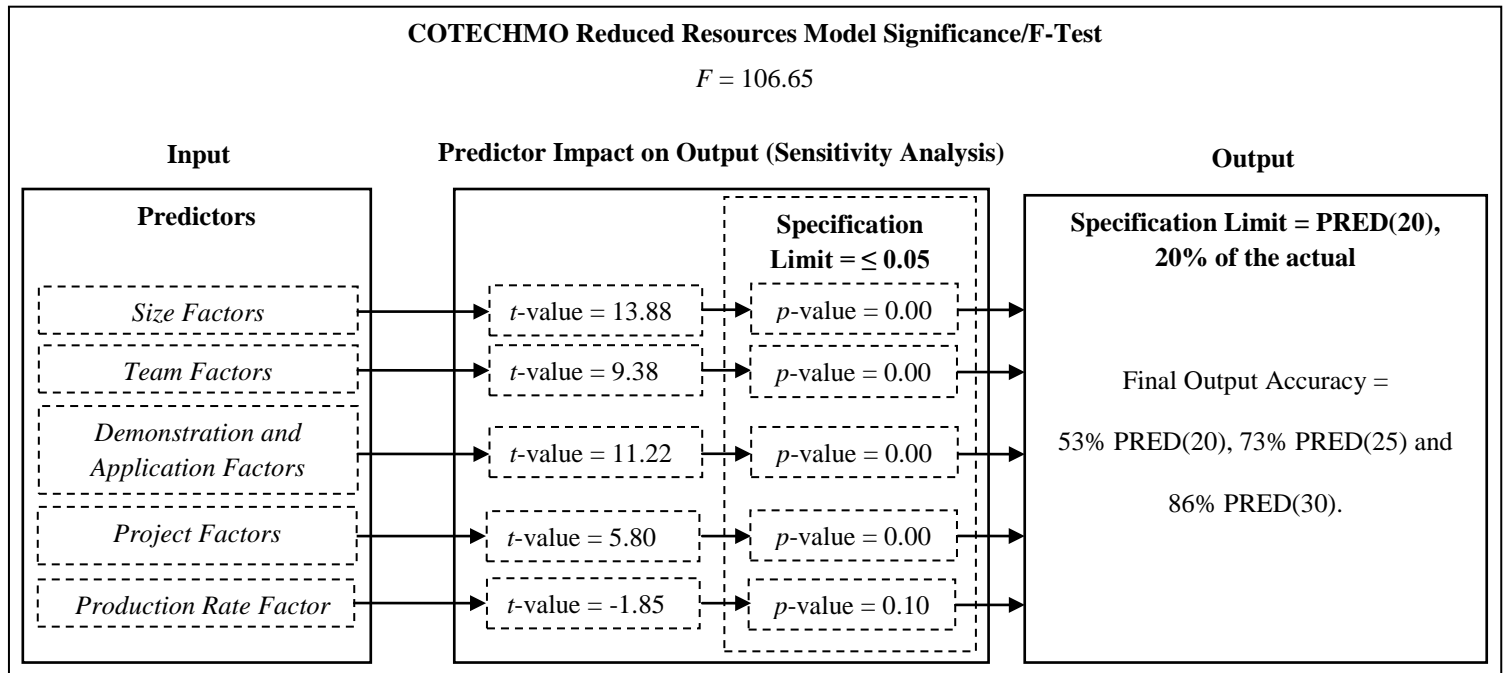 COTECHMO Reduced Resources Model Significance/F-Test
F = 106.65
Input
Predictor Impact on Output (Sensitivity Analysis)
Output
Predictors
Specification
Limit = ≤ 0.05
Specification Limit = PRED(20),
20% of the actual
Size Factors
t-value = 13.88
p-value = 0.00
Team Factors
t-value = 9.38
p-value = 0.00
Demonstration and
Application Factors
t-value = 11.22
p-value = 0.00
Project Factors
t-value = 5.80
p-value = 0.00
Production Rate Factor
t-value = -1.85
p-value = 0.10
Final Output Accuracy =
53% PRED(20), 73% PRED(25) and
86% PRED(30).